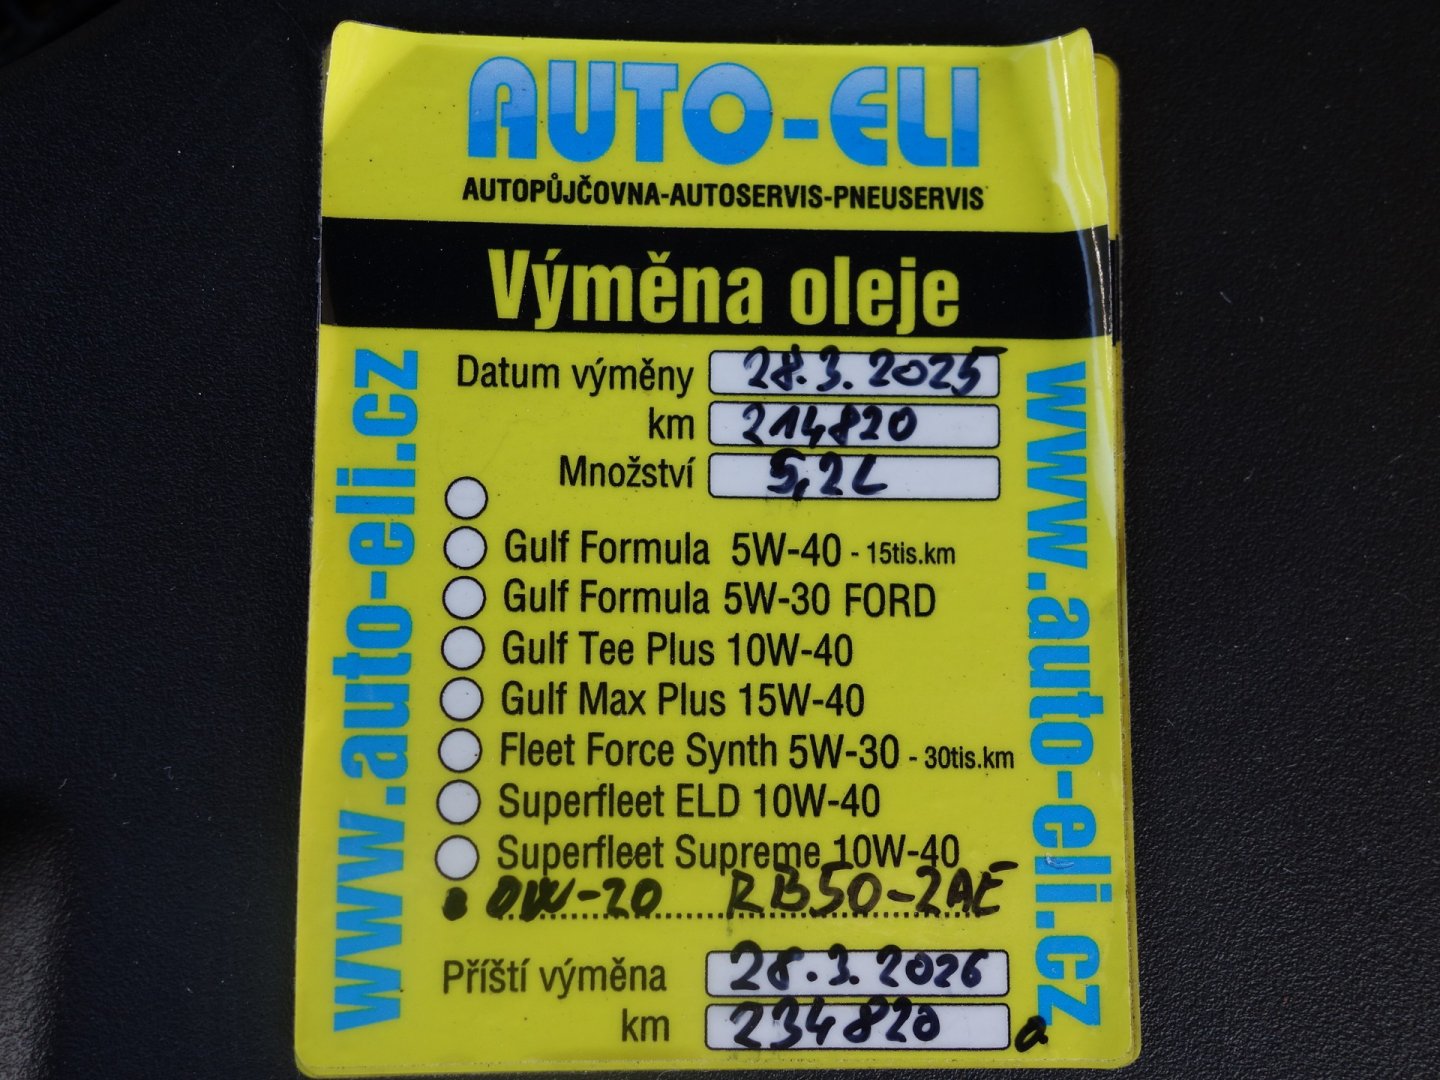 AUTO-ELI
AUTOPŮJČOVNA-AUTOSERVIS-PNEUSERVIS
Výměna oleje
www.auto-eli.cz
Datum výměny 28.3.2025
km 214820
Množství 5,2L
Gulf Formula 5W-40 - 15tis.km
Gulf Formula 5W-30 FORD
Gulf Tee Plus 10W-40
Gulf Max Plus 15W-40
Fleet Force Synth 5W-30 - 30tis.km
Superfleet ELD 10W-40
Superfleet Supreme 10W-40
0W-20 RB50-2AE
Příští výměna 28.3.2026
km 234820
www.auto-eli.cz